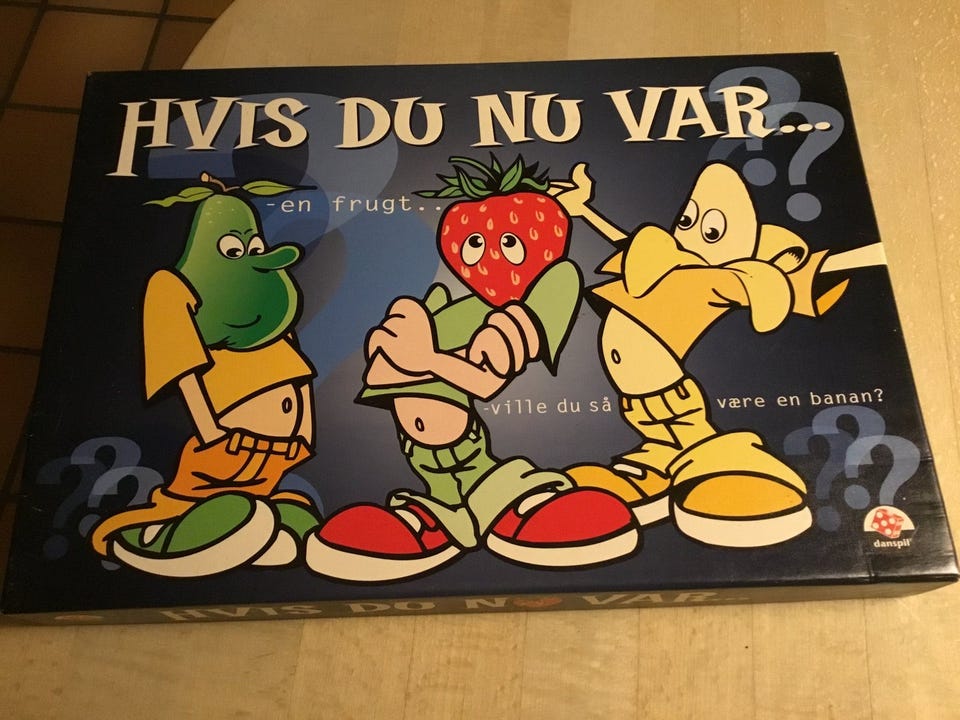 HVIS DU NU VAR...
-en frugt..
-ville du så
være en banan?
danspil
HVIS DU NU VAR...